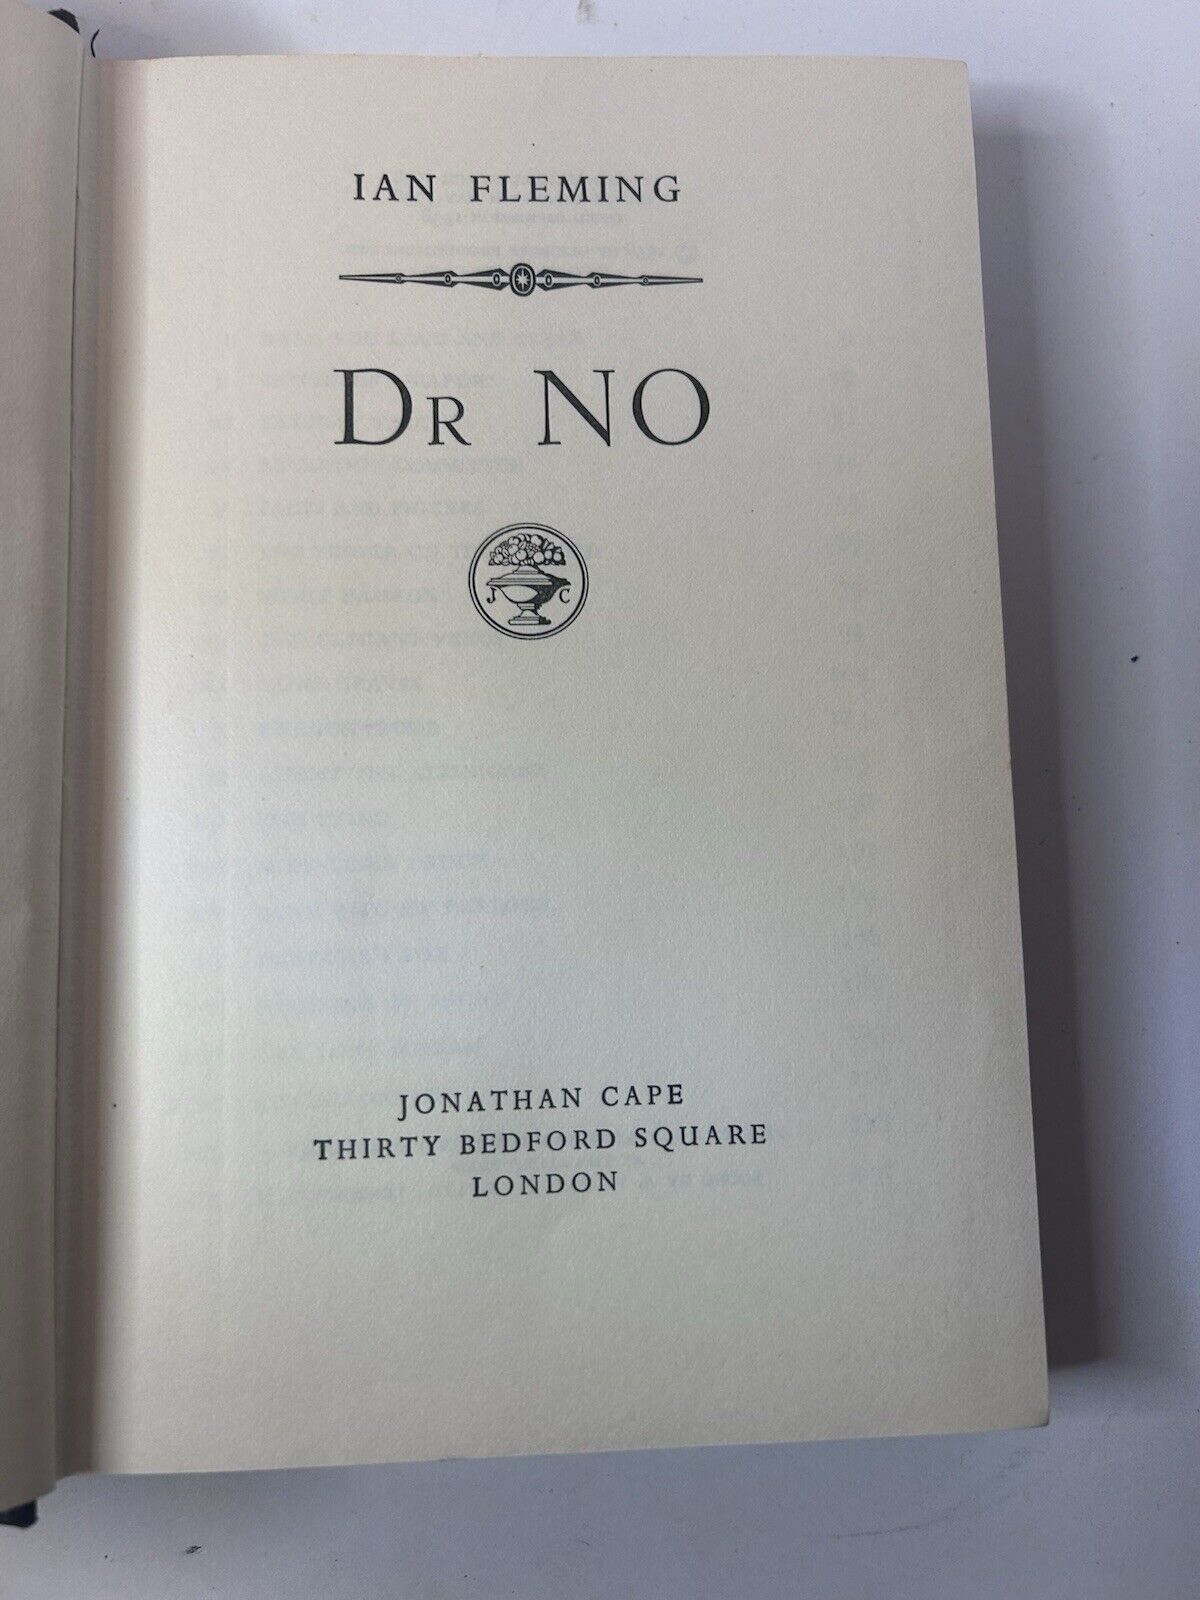 IAN FLEMING
DR NO
J C
JONATHAN CAPE
THIRTY BEDFORD SQUARE
LONDON